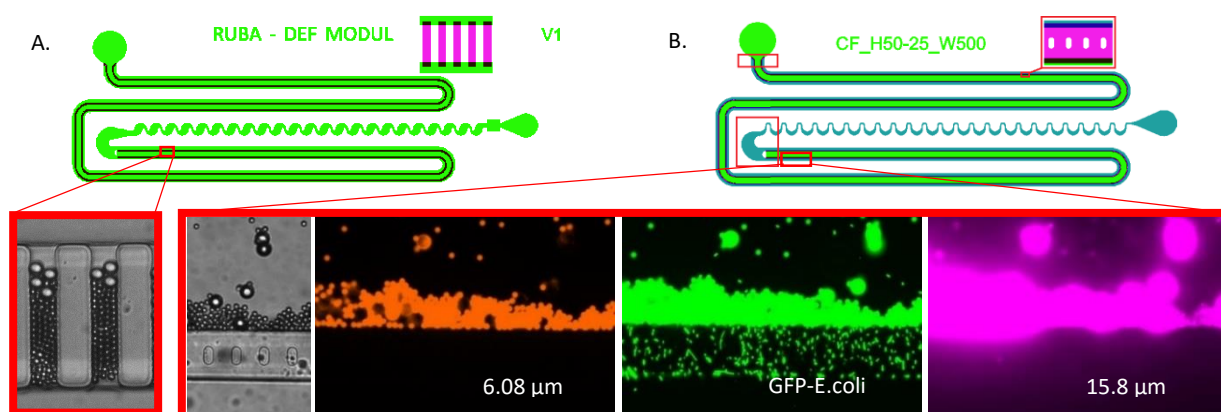 A.
RUBA - DEF MODUL
V1
B.
CF_H50-25_W500
6.08 µm
GFP-E.coli
15.8 µm